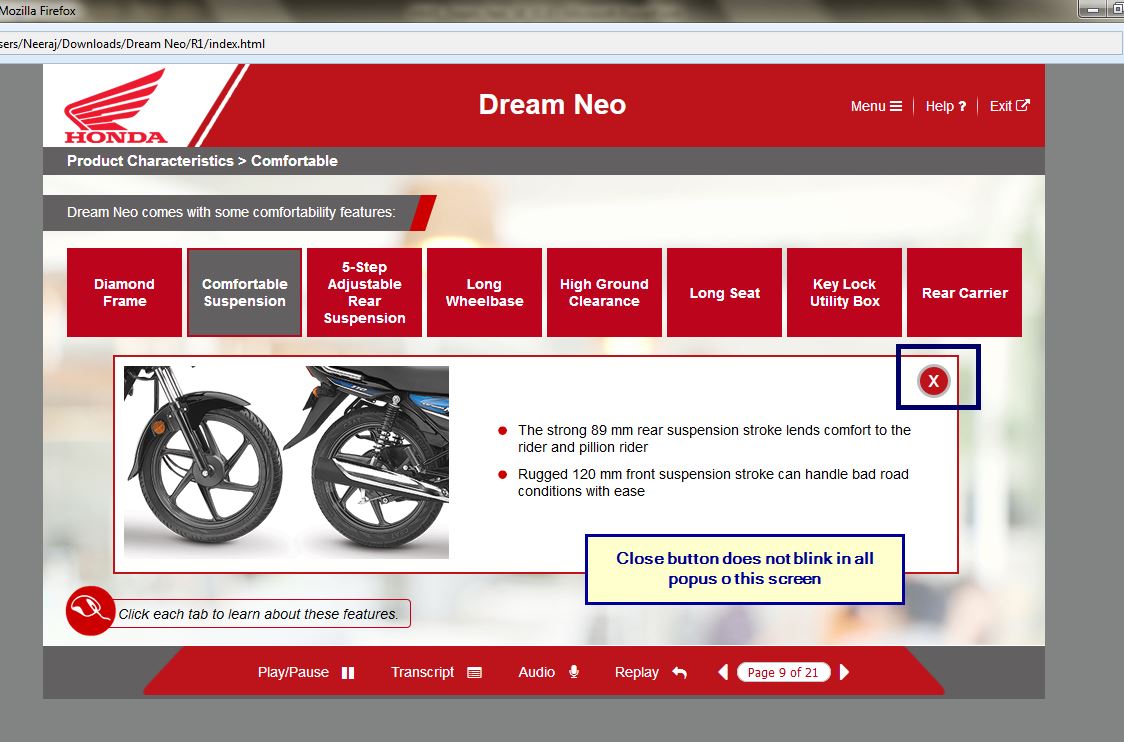 Mozilla Firefox
sers/Neeraj/Downloads/Dream Neo/R1/index.html
HONDA
Dream Neo
Menu
Help ?
Exit
Product Characteristics > Comfortable
Dream Neo comes with some comfortability features:
Diamond
Frame
Comfortable
Suspension
5-Step
Adjustable
Rear
Suspension
Long
Wheelbase
High Ground
Clearance
Long Seat
Key Lock
Utility Box
Rear Carrier
X
The strong 89 mm rear suspension stroke lends comfort to the
rider and pillion rider
Rugged 120 mm front suspension stroke can handle bad road
conditions with ease
Close button does not blink in all
popus o this screen
Click each tab to learn about these features.
Play/Pause
Transcript
Audio
Replay
Page 9 of 21